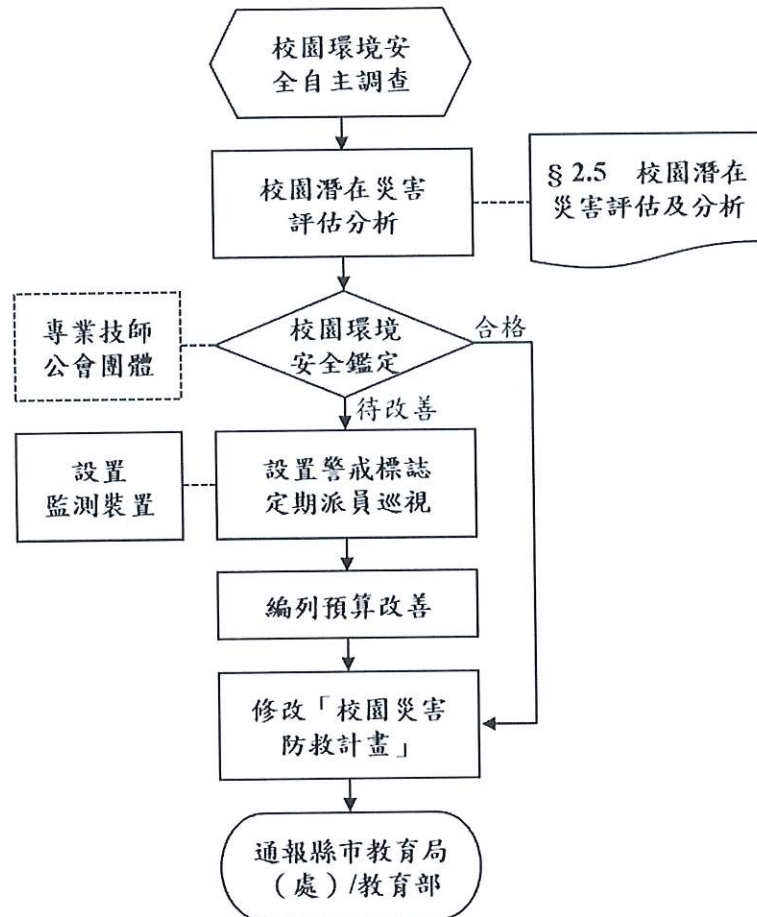 校園環境安
全自主調查
校園潛在災害
評估分析
§ 2.5 校園潛在
災害評估及分析
專業技師
公會團體
校園環境
安全鑑定
合格
待改善
設置
監測裝置
設置警戒標誌
定期派員巡視
編列預算改善
修改「校園災害
防救計畫」
通報縣市教育局
（處）/教育部